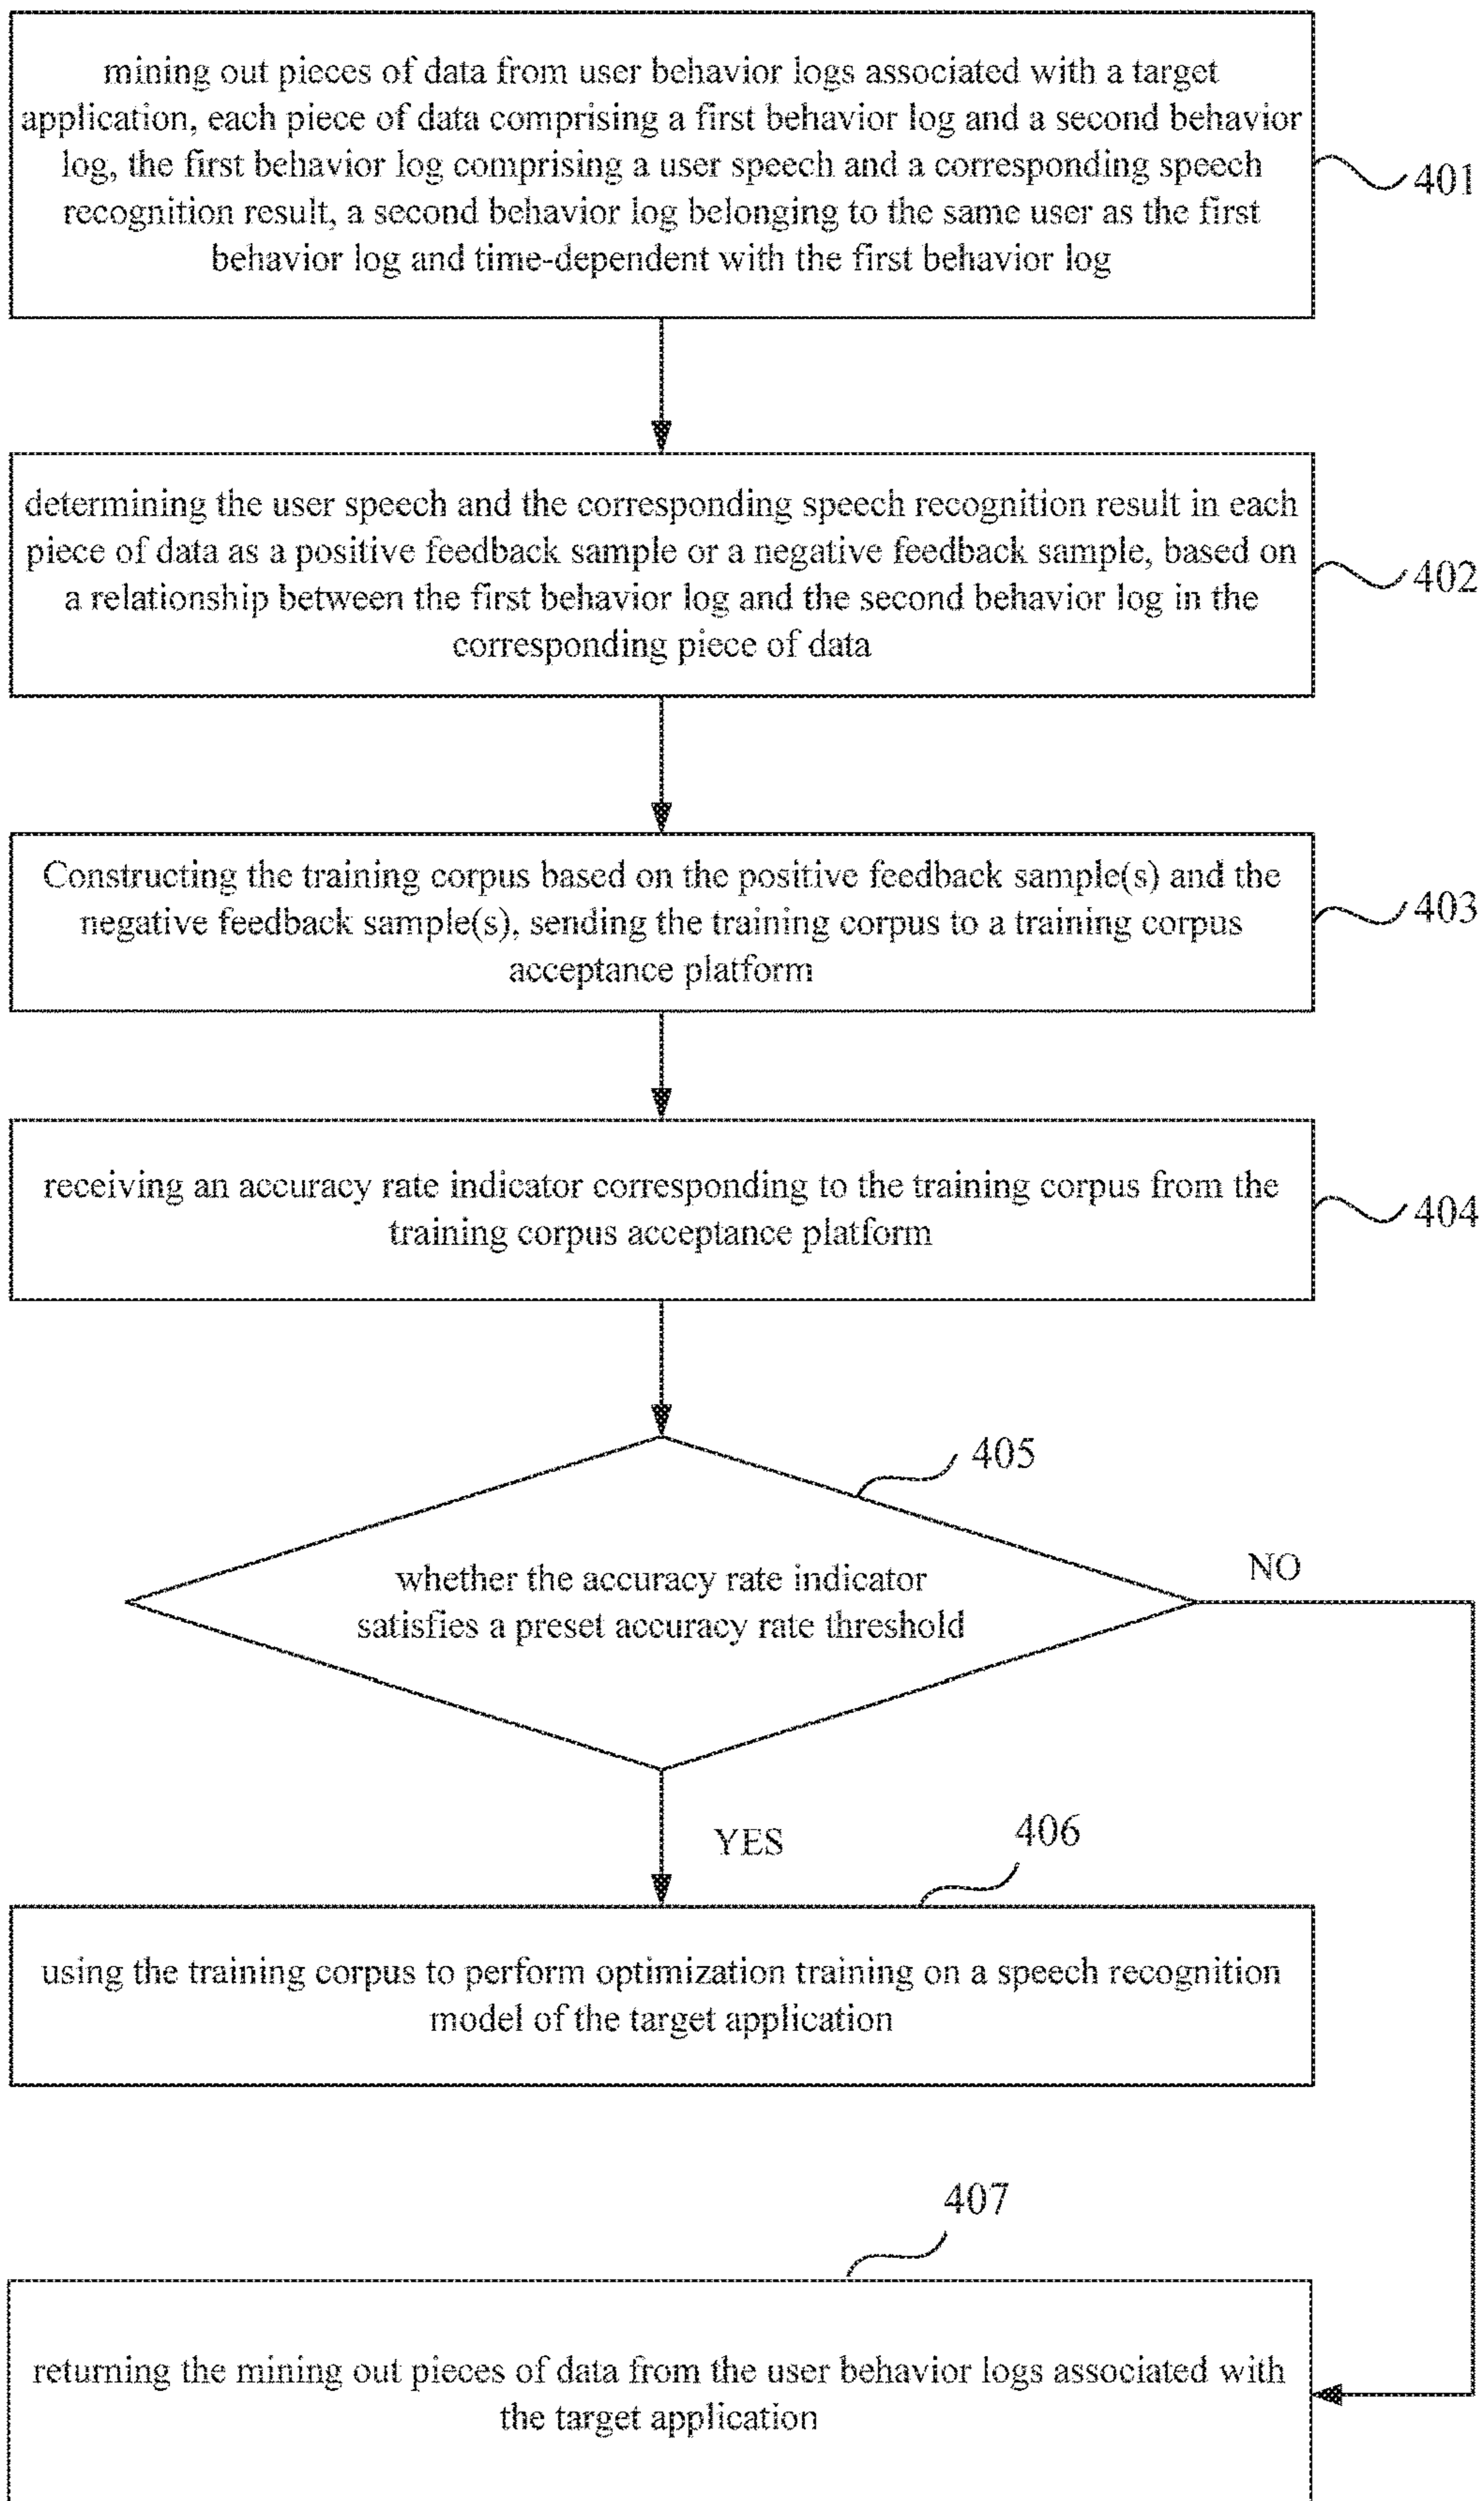 mining out pieces of data from user behavior logs associated with a target
application, each piece of data comprising a first behavior log and a second behavior
log, the first behavior log comprising a user speech and a corresponding speech
recognition result, a second behavior log belonging to the same user as the first
behavior log and time-dependent with the first behavior log
401
determining the user speech and the corresponding speech recognition result in each
piece of data as a positive feedback sample or a negative feedback sample, based on
a relationship between the first behavior log and the second behavior log in the
corresponding piece of data
402
Constructing the training corpus based on the positive feedback sample(s) and the
negative feedback sample(s), sending the training corpus to a training corpus
acceptance platform
403
receiving an accuracy rate indicator corresponding to the training corpus from the
training corpus acceptance platform
404
405
whether the accuracy rate indicator
satisfies a preset accuracy rate threshold
NO
YES
406
using the training corpus to perform optimization training on a speech recognition
model of the target application
407
returning the mining out pieces of data from the user behavior logs associated with
the target application